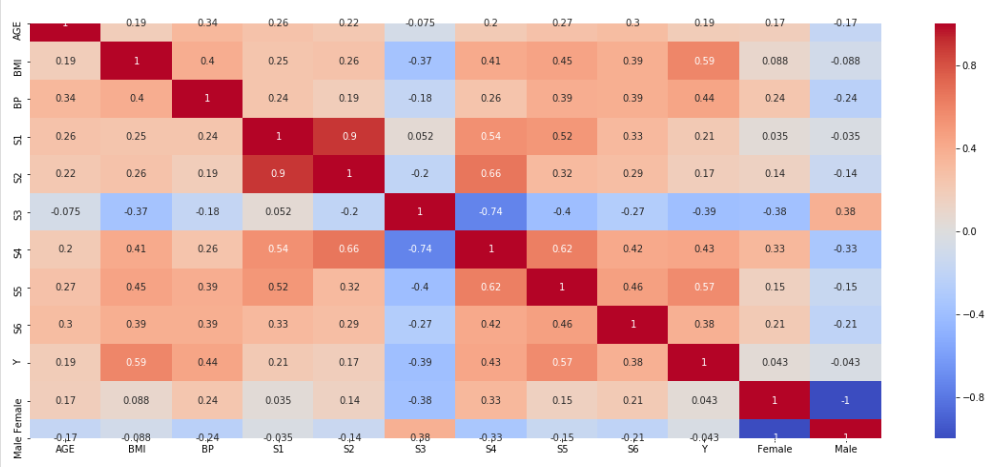 AGE 1 0.19 0.34 0.26 0.22 -0.075 0.2 0.27 0.3 0.19 0.17 -0.17
BMI 0.19 1 0.4 0.25 0.26 -0.37 0.41 0.45 0.39 0.59 0.088 -0.088
BP 0.34 0.4 1 0.24 0.19 -0.18 0.26 0.39 0.39 0.44 0.24 -0.24
S1 0.26 0.25 0.24 1 0.9 0.052 0.54 0.52 0.33 0.21 0.035 -0.035
S2 0.22 0.26 0.19 0.9 1 -0.2 0.66 0.32 0.29 0.17 0.14 -0.14
S3 -0.075 -0.37 -0.18 0.052 -0.2 1 -0.74 -0.4 -0.27 -0.39 -0.38 0.38
S4 0.2 0.41 0.26 0.54 0.66 -0.74 1 0.62 0.42 0.43 0.33 -0.33
S5 0.27 0.45 0.39 0.52 0.32 -0.4 0.62 1 0.46 0.57 0.15 -0.15
S6 0.3 0.39 0.39 0.33 0.29 -0.27 0.42 0.46 1 0.38 0.21 -0.21
Y 0.19 0.59 0.44 0.21 0.17 -0.39 0.43 0.57 0.38 1 0.043 -0.043
Female 0.17 0.088 0.24 0.035 0.14 -0.38 0.33 0.15 0.21 0.043 1 -1
Male -0.17 -0.088 -0.24 -0.035 -0.14 0.38 -0.33 -0.15 -0.21 -0.043 -1 1
AGE BMI BP S1 S2 S3 S4 S5 S6 Y Female Male
0.8
0.4
0.0
−0.4
−0.8